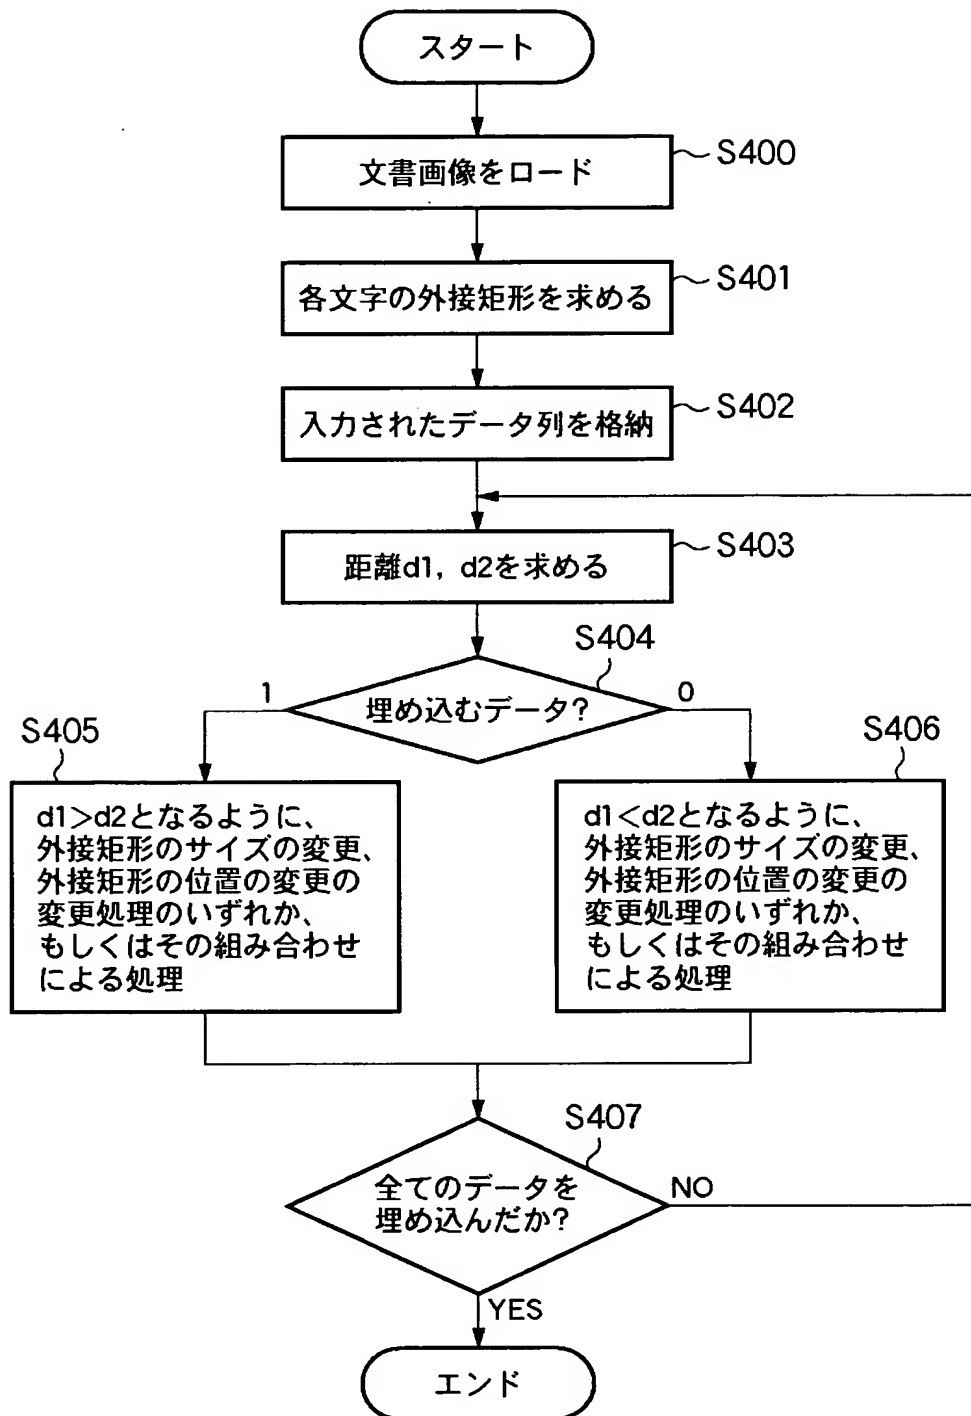 スタート
文書画像をロード
S400
各文字の外接矩形を求める
S401
入力されたデータ列を格納
S402
距離d1, d2を求める
S403
S404
埋め込むデータ?
1
0
S405
d1>d2となるように、
外接矩形のサイズの変更、
外接矩形の位置の変更の
変更処理のいずれか、
もしくはその組み合わせ
による処理
S406
d1<d2となるように、
外接矩形のサイズの変更、
外接矩形の位置の変更の
変更処理のいずれか、
もしくはその組み合わせ
による処理
S407
全てのデータを
埋め込んだか?
NO
YES
エンド